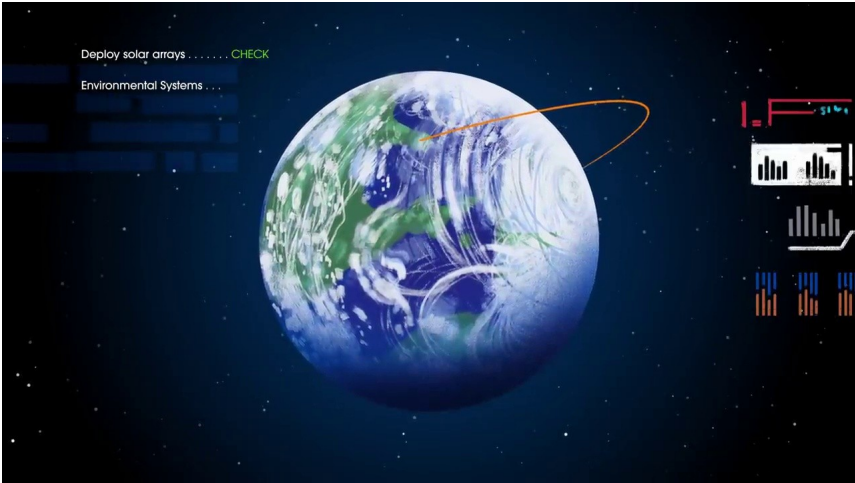 Deploy solar arrays . . . . . . . CHECK
Environmental Systems . . .